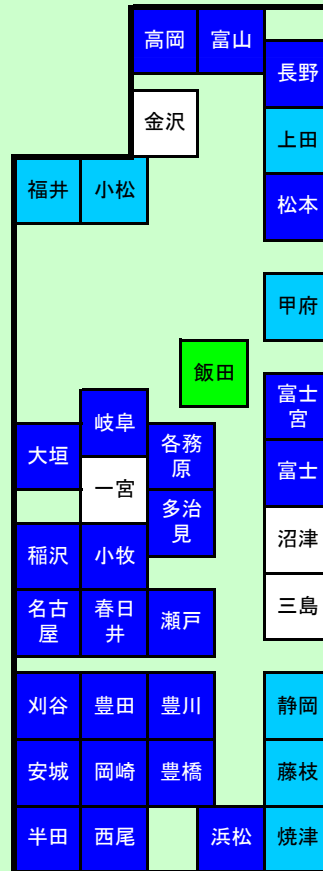 高岡
富山
長野
金沢
上田
福井
小松
松本
甲府
飯田
富士
宮
岐阜
大垣
各務
原
富士
一宮
多治
見
沼津
稲沢
小牧
三島
名古
屋
春日
井
瀬戸
刈谷
豊田
豊川
静岡
安城
岡崎
豊橋
藤枝
半田
西尾
浜松
焼津